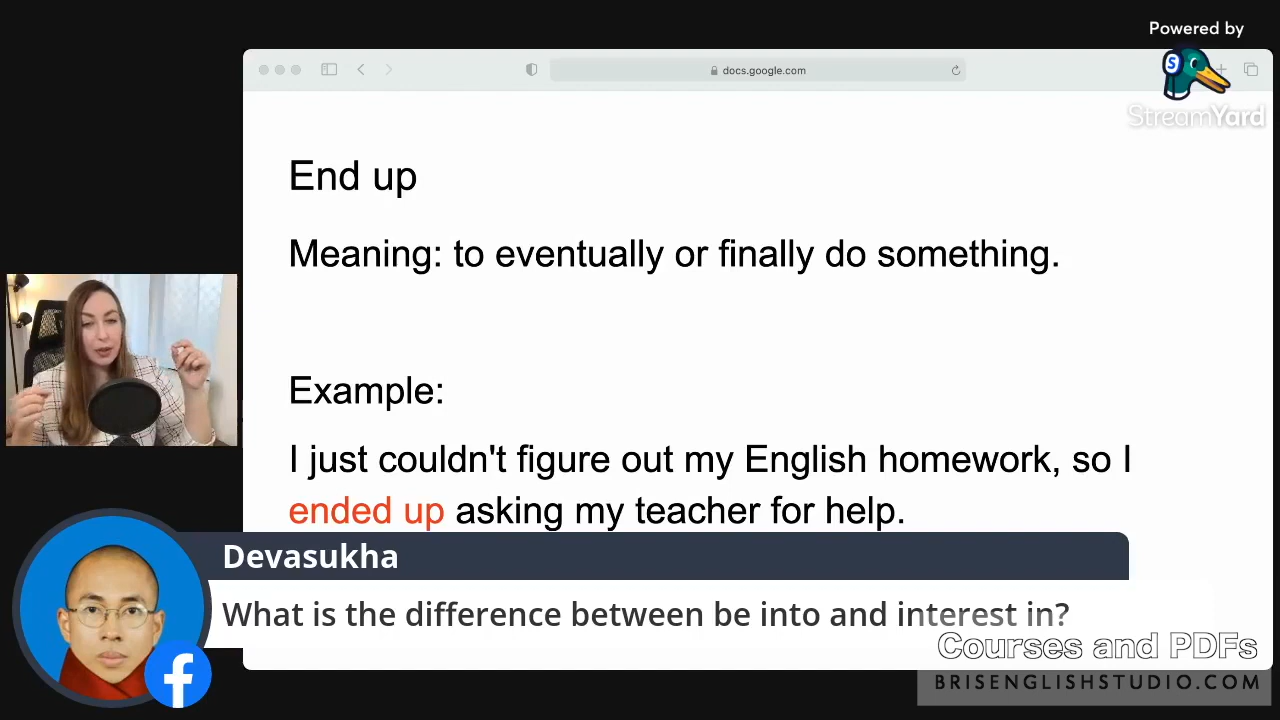 Powered by
docs.google.com
S
StreamYard
End up
Meaning: to eventually or finally do something.
Example:
I just couldn't figure out my English homework, so I
ended up asking my teacher for help.
Devasukha
What is the difference between be into and interest in?
Courses and PDFs
BRISENGLISHSTUDIO.COM